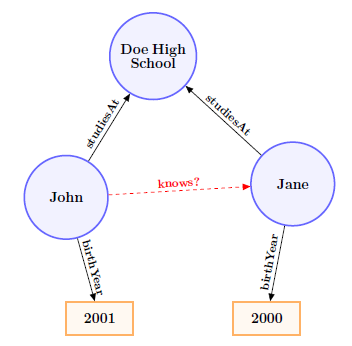 Doe High
School
studiesAt
studiesAt
John
knows?
Jane
birthYear
birthYear
2001
2000